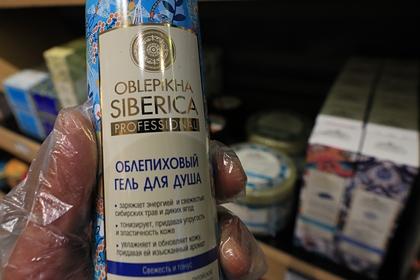 OBLEPIKHA
SIBERICA
PROFESSIONAL
ОБЛЕПИХОВЫЙ
ГЕЛЬ ДЛЯ ДУША
• заряжает энергией и свежестью
сибирских трав и диких ягод
• тонизирует, придавая упругость
и эластичность кожe
• увлажняет и обновляет кожу,
придавая ей изысканный аромат
Свежесть и тонус